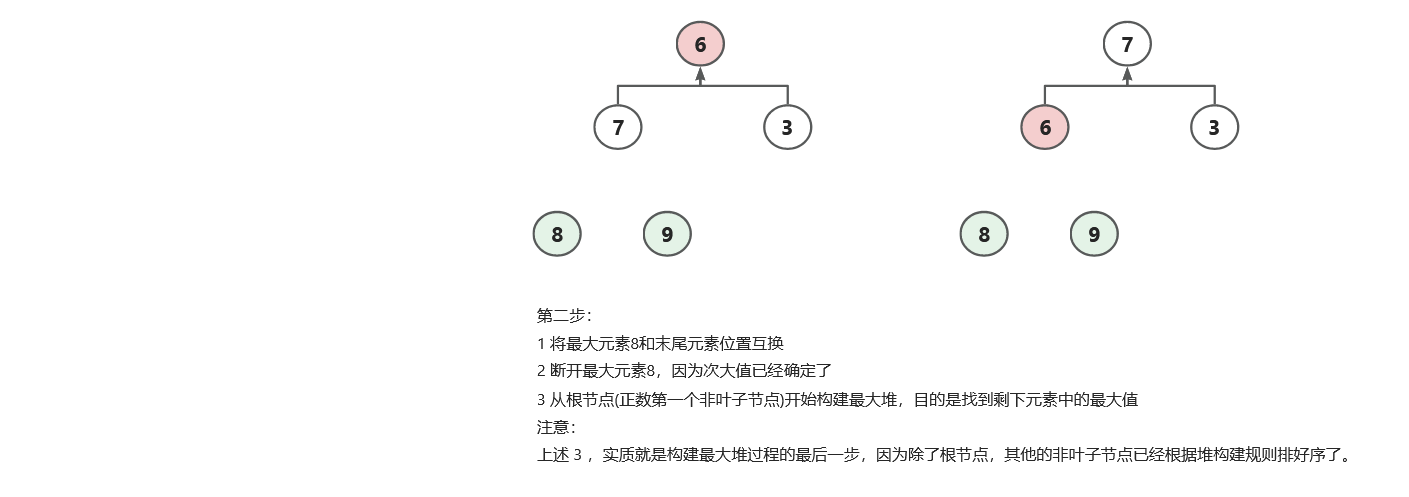 6 7
7 3 6 3
8 9 8 9
第二步：
1 将最大元素8和末尾元素位置互换
2 断开最大元素8，因为次大值已经确定了
3 从根节点(正数第一个非叶子节点)开始构建最大堆，目的是找到剩下元素中的最大值
注意：
上述 3 ，实质就是构建最大堆过程的最后一步，因为除了根节点，其他的非叶子节点已经根据堆构建规则排好序了。